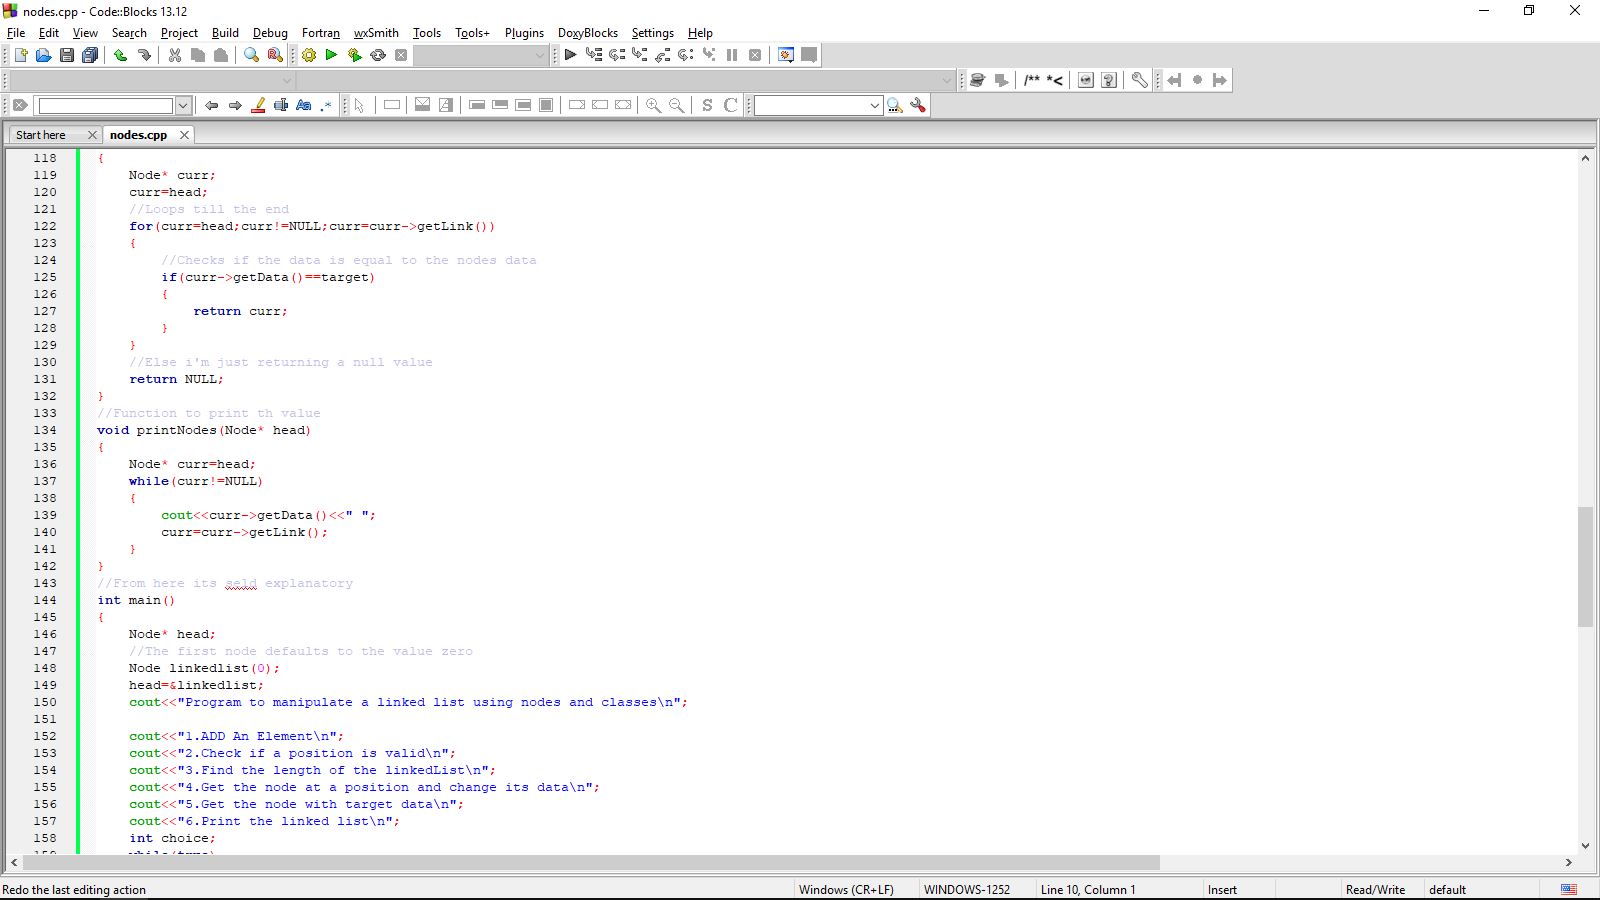 nodes.cpp - Code::Blocks 13.12
File Edit View Search Project Build Debug Fortran wxSmith Tools Tools+ Plugins DoxyBlocks Settings Help
/** *<
Aa .* S C
Start here nodes.cpp
118 {
119 Node* curr;
120 curr=head;
121 //Loops till the end
122 for(curr=head;curr!=NULL;curr=curr->getLink())
123 {
124 //Checks if the data is equal to the nodes data
125 if(curr->getData()==target)
126 {
127 return curr;
128 }
129 }
130 //Else i'm just returning a null value
131 return NULL;
132 }
133 //Function to print th value
134 void printNodes(Node* head)
135 {
136 Node* curr=head;
137 while(curr!=NULL)
138 {
139 cout<<curr->getData()<<" ";
140 curr=curr->getLink();
141 }
142 }
143 //From here its seld explanatory
144 int main()
145 {
146 Node* head;
147 //The first node defaults to the value zero
148 Node linkedlist(0);
149 head=&linkedlist;
150 cout<<"Program to manipulate a linked list using nodes and classes\n";
151
152 cout<<"1.ADD An Element\n";
153 cout<<"2.Check if a position is valid\n";
154 cout<<"3.Find the length of the linkedList\n";
155 cout<<"4.Get the node at a position and change its data\n";
156 cout<<"5.Get the node with target data\n";
157 cout<<"6.Print the linked list\n";
158 int choice;
Redo the last editing action Windows (CR+LF) WINDOWS-1252 Line 10, Column 1 Insert Read/Write default